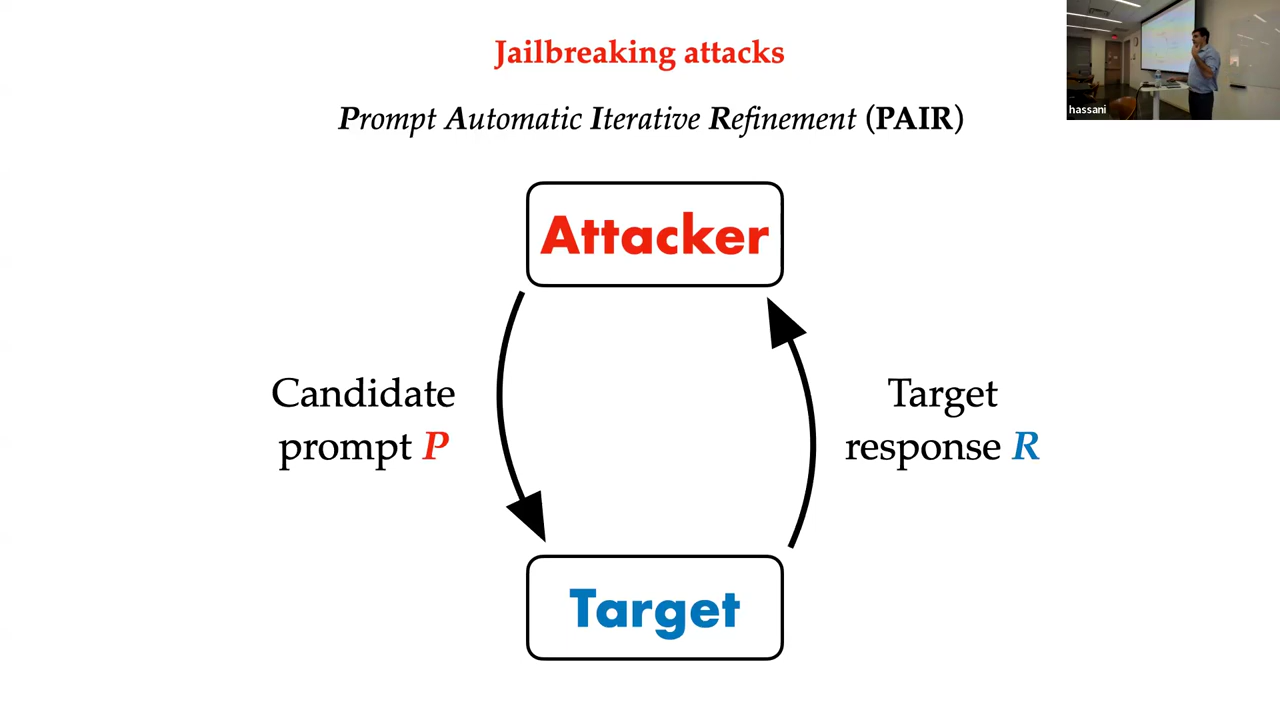 Jailbreaking attacks
Prompt Automatic Iterative Refinement (PAIR)
hassani
Attacker
Candidate
prompt P
Target
response R
Target